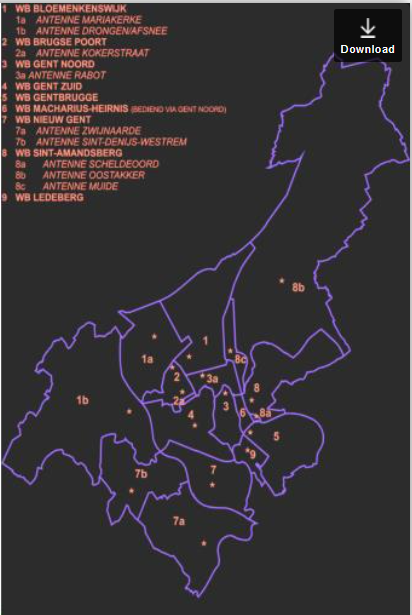 Download
1 WB BLOEMENKENSWIJK
1a ANTENNE MARIAKERKE
1b ANTENNE DRONGEN/AFSNEE
2 WB BRUGSE POORT
2a ANTENNE KOKERSTRAAT
3 WB GENT NOORD
3a ANTENNE RABOT
4 WB GENT ZUID
5 WB GENTBRUGGE
6 WB MACHARIUS-HEIRNIS (BEDIEND VIA GENT NOORD)
7 WB NIEUW GENT
7a ANTENNE ZWIJNAARDE
7b ANTENNE SINT-DENIJS-WESTREM
8 WB SINT-AMANDSBERG
8a ANTENNE SCHELDEOORD
8b ANTENNE OOSTAKKER
8c ANTENNE MUIDE
9 WB LEDEBERG
8b
1
1a
8c
2
3a
8
1b
2a
3
6
8a
4
5
9
7b
7
7a